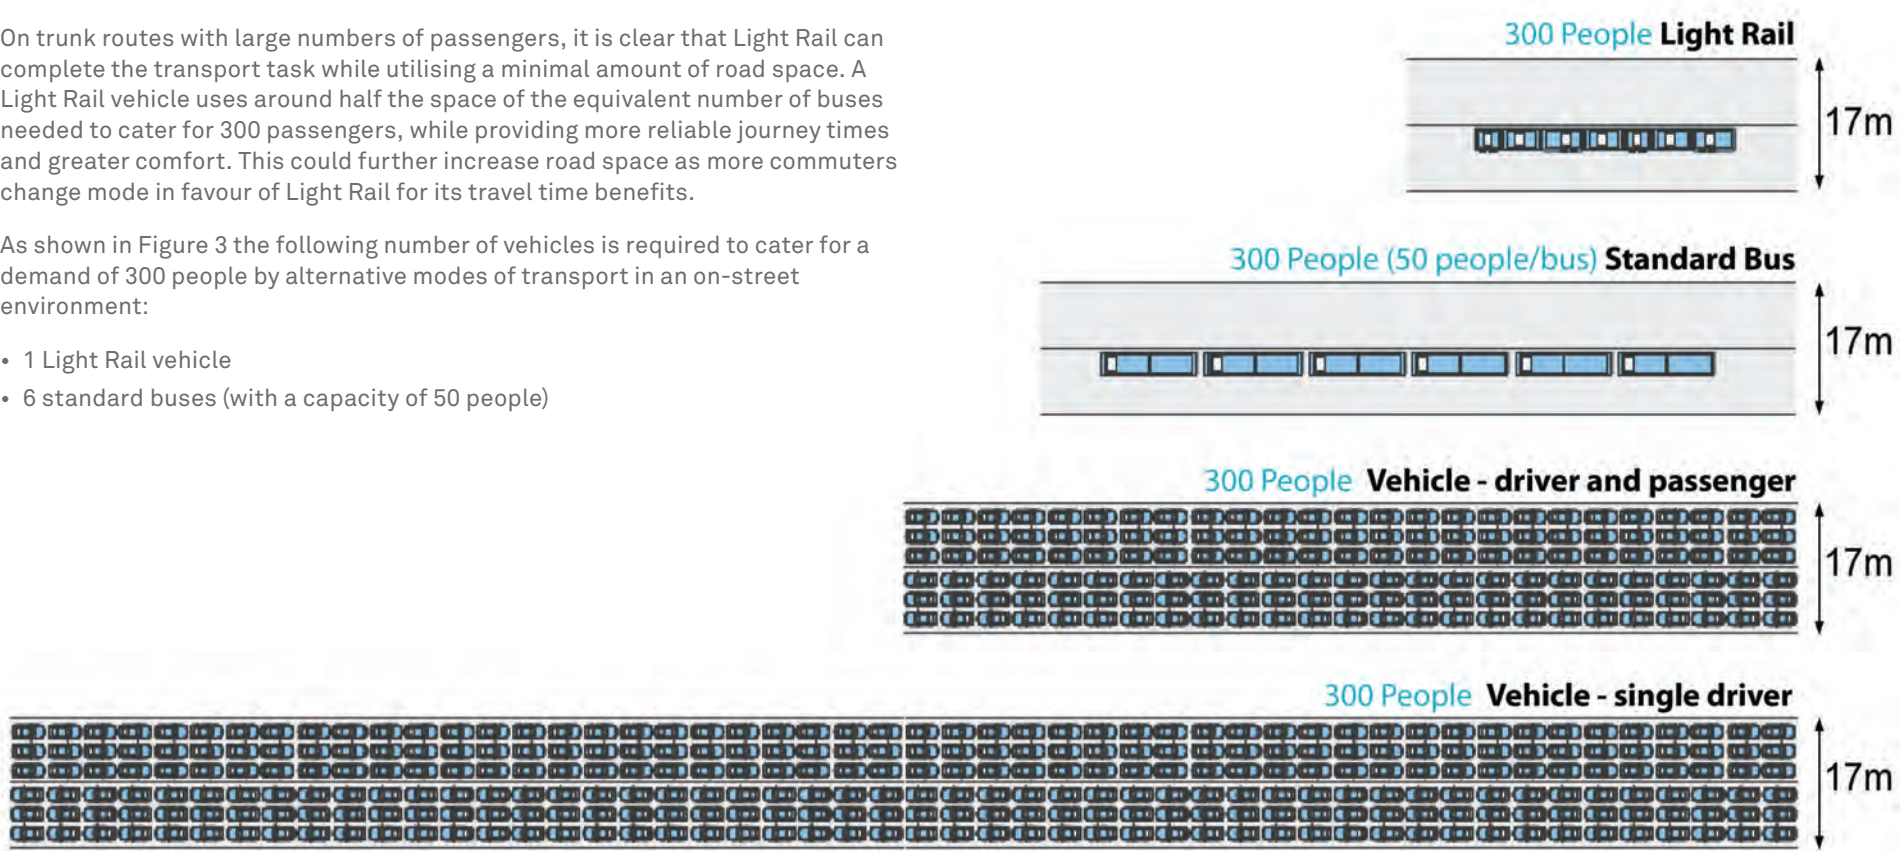 On trunk routes with large numbers of passengers, it is clear that Light Rail can
complete the transport task while utilising a minimal amount of road space. A
Light Rail vehicle uses around half the space of the equivalent number of buses
needed to cater for 300 passengers, while providing more reliable journey times
and greater comfort. This could further increase road space as more commuters
change mode in favour of Light Rail for its travel time benefits.
As shown in Figure 3 the following number of vehicles is required to cater for a
demand of 300 people by alternative modes of transport in an on-street
environment:
• 1 Light Rail vehicle
• 6 standard buses (with a capacity of 50 people)
300 People Light Rail
17m
300 People (50 people/bus) Standard Bus
17m
300 People Vehicle - driver and passenger
17m
300 People Vehicle - single driver
17m